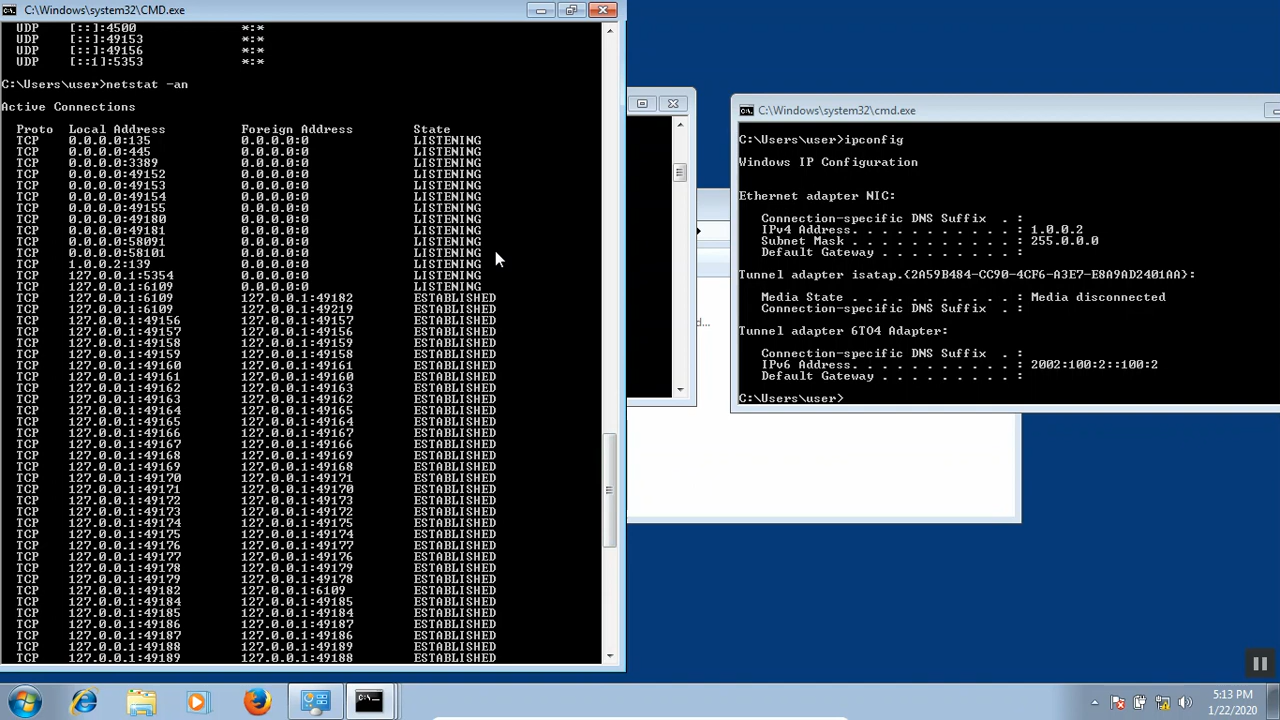 C:\Windows\system32\CMD.exe
UDP [::]:4500 *:*
UDP [::]:49153 *:*
UDP [::]:49156 *:*
UDP [::1]:5353 *:*
C:\Users\user>netstat -an
Active Connections
Proto Local Address Foreign Address State
TCP 0.0.0.0:135 0.0.0.0:0 LISTENING
TCP 0.0.0.0:445 0.0.0.0:0 LISTENING
TCP 0.0.0.0:3389 0.0.0.0:0 LISTENING
TCP 0.0.0.0:49152 0.0.0.0:0 LISTENING
TCP 0.0.0.0:49153 0.0.0.0:0 LISTENING
TCP 0.0.0.0:49154 0.0.0.0:0 LISTENING
TCP 0.0.0.0:49155 0.0.0.0:0 LISTENING
TCP 0.0.0.0:49180 0.0.0.0:0 LISTENING
TCP 0.0.0.0:49181 0.0.0.0:0 LISTENING
TCP 0.0.0.0:58091 0.0.0.0:0 LISTENING
TCP 0.0.0.0:58101 0.0.0.0:0 LISTENING
TCP 1.0.0.2:139 0.0.0.0:0 LISTENING
TCP 127.0.0.1:5354 0.0.0.0:0 LISTENING
TCP 127.0.0.1:6109 0.0.0.0:0 LISTENING
TCP 127.0.0.1:6109 127.0.0.1:49182 ESTABLISHED
TCP 127.0.0.1:6109 127.0.0.1:49219 ESTABLISHED
TCP 127.0.0.1:49156 127.0.0.1:49157 ESTABLISHED
TCP 127.0.0.1:49157 127.0.0.1:49156 ESTABLISHED
TCP 127.0.0.1:49158 127.0.0.1:49159 ESTABLISHED
TCP 127.0.0.1:49159 127.0.0.1:49158 ESTABLISHED
TCP 127.0.0.1:49160 127.0.0.1:49161 ESTABLISHED
TCP 127.0.0.1:49161 127.0.0.1:49160 ESTABLISHED
TCP 127.0.0.1:49162 127.0.0.1:49163 ESTABLISHED
TCP 127.0.0.1:49163 127.0.0.1:49162 ESTABLISHED
TCP 127.0.0.1:49164 127.0.0.1:49165 ESTABLISHED
TCP 127.0.0.1:49165 127.0.0.1:49164 ESTABLISHED
TCP 127.0.0.1:49166 127.0.0.1:49167 ESTABLISHED
TCP 127.0.0.1:49167 127.0.0.1:49166 ESTABLISHED
TCP 127.0.0.1:49168 127.0.0.1:49169 ESTABLISHED
TCP 127.0.0.1:49169 127.0.0.1:49168 ESTABLISHED
TCP 127.0.0.1:49170 127.0.0.1:49171 ESTABLISHED
TCP 127.0.0.1:49171 127.0.0.1:49170 ESTABLISHED
TCP 127.0.0.1:49172 127.0.0.1:49173 ESTABLISHED
TCP 127.0.0.1:49173 127.0.0.1:49172 ESTABLISHED
TCP 127.0.0.1:49174 127.0.0.1:49175 ESTABLISHED
TCP 127.0.0.1:49175 127.0.0.1:49174 ESTABLISHED
TCP 127.0.0.1:49176 127.0.0.1:49177 ESTABLISHED
TCP 127.0.0.1:49177 127.0.0.1:49176 ESTABLISHED
TCP 127.0.0.1:49178 127.0.0.1:49179 ESTABLISHED
TCP 127.0.0.1:49179 127.0.0.1:49178 ESTABLISHED
TCP 127.0.0.1:49182 127.0.0.1:6109 ESTABLISHED
TCP 127.0.0.1:49184 127.0.0.1:49185 ESTABLISHED
TCP 127.0.0.1:49185 127.0.0.1:49184 ESTABLISHED
TCP 127.0.0.1:49186 127.0.0.1:49187 ESTABLISHED
TCP 127.0.0.1:49187 127.0.0.1:49186 ESTABLISHED
TCP 127.0.0.1:49188 127.0.0.1:49189 ESTABLISHED
TCP 127.0.0.1:49189 127.0.0.1:49188 ESTABLISHED
d...
C:\Windows\system32\cmd.exe
C:\Users\user>ipconfig
Windows IP Configuration
Ethernet adapter NIC:
Connection-specific DNS Suffix . :
IPv4 Address. . . . . . . . . . . : 1.0.0.2
Subnet Mask . . . . . . . . . . . : 255.0.0.0
Default Gateway . . . . . . . . . :
Tunnel adapter isatap.{2A59B484-CC90-4CF6-A3E7-E8A9AD2401AA}:
Media State . . . . . . . . . . . : Media disconnected
Connection-specific DNS Suffix . :
Tunnel adapter 6TO4 Adapter:
Connection-specific DNS Suffix . :
IPv6 Address. . . . . . . . . . . : 2002:100:2::100:2
Default Gateway . . . . . . . . . :
C:\Users\user>
5:13 PM
1/22/2020